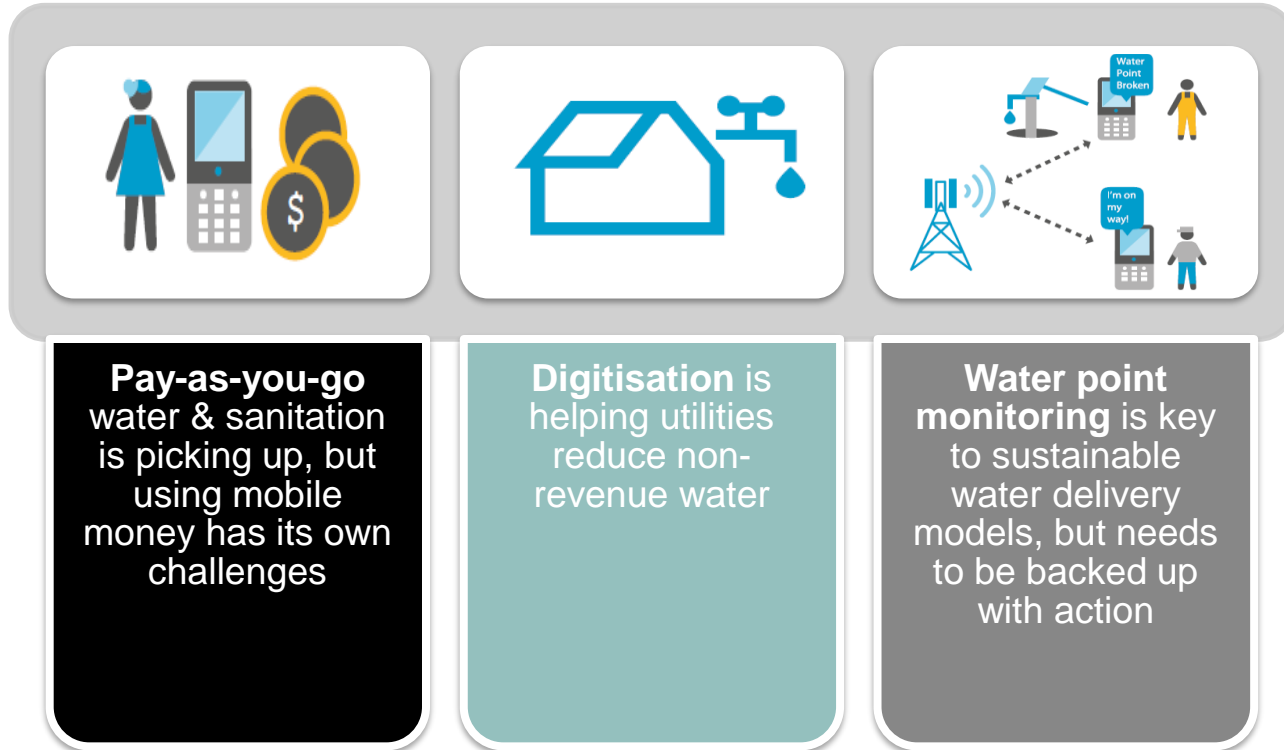 $
Water
Point
Broken
I'm on
my
way!
Pay-as-you-go
water & sanitation
is picking up, but
using mobile
money has its own
challenges
Digitisation is
helping utilities
reduce non-
revenue water
Water point
monitoring is key
to sustainable
water delivery
models, but needs
to be backed up
with action